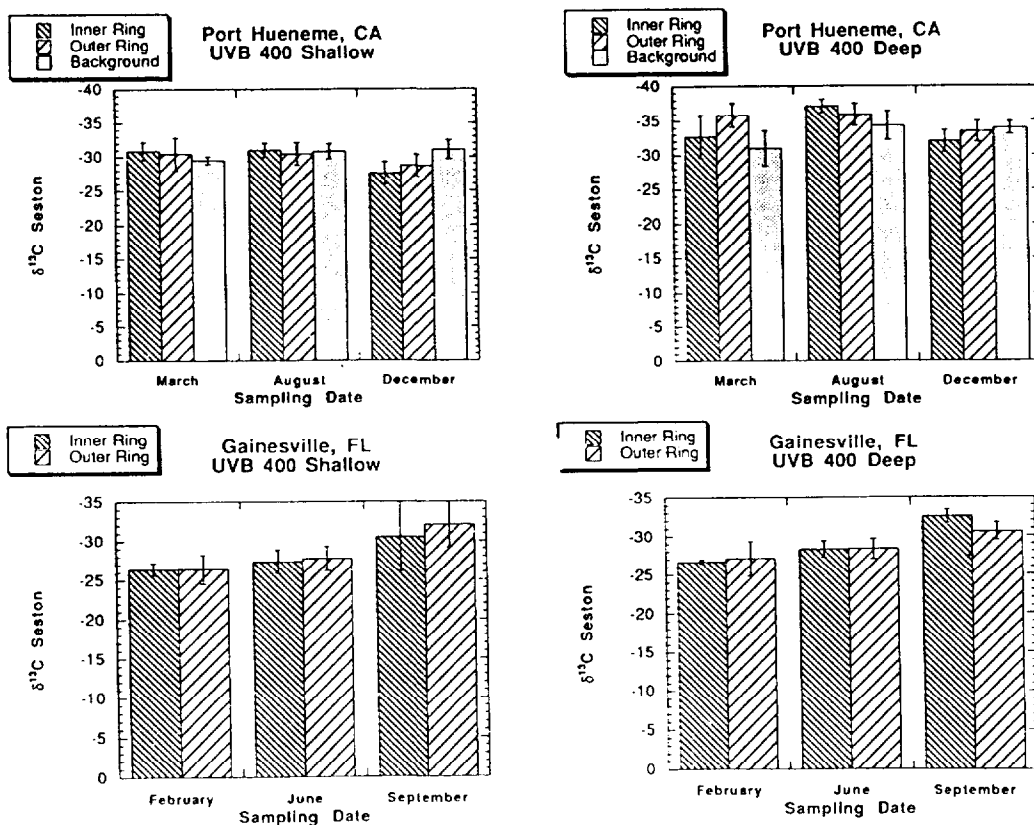 Inner Ring
Outer Ring
Background
Port Hueneme, CA
UVB 400 Shallow
-40
-35
-30
-25
-20
-15
-10
-5
0
δ¹³C Seston
March August December
Sampling Date
Inner Ring
Outer Ring
Background
Port Hueneme, CA
UVB 400 Deep
-40
-35
-30
-25
-20
-15
-10
-5
0
δ¹³C Seston
March August December
Sampling Date
Inner Ring
Outer Ring
Gainesville, FL
UVB 400 Shallow
-35
-30
-25
-20
-15
-10
-5
0
δ¹³C Seston
February June September
Sampling Date
Inner Ring
Outer Ring
Gainesville, FL
UVB 400 Deep
-35
-30
-25
-20
-15
-10
-5
0
δ¹³C Seston
February June September
Sampling Date